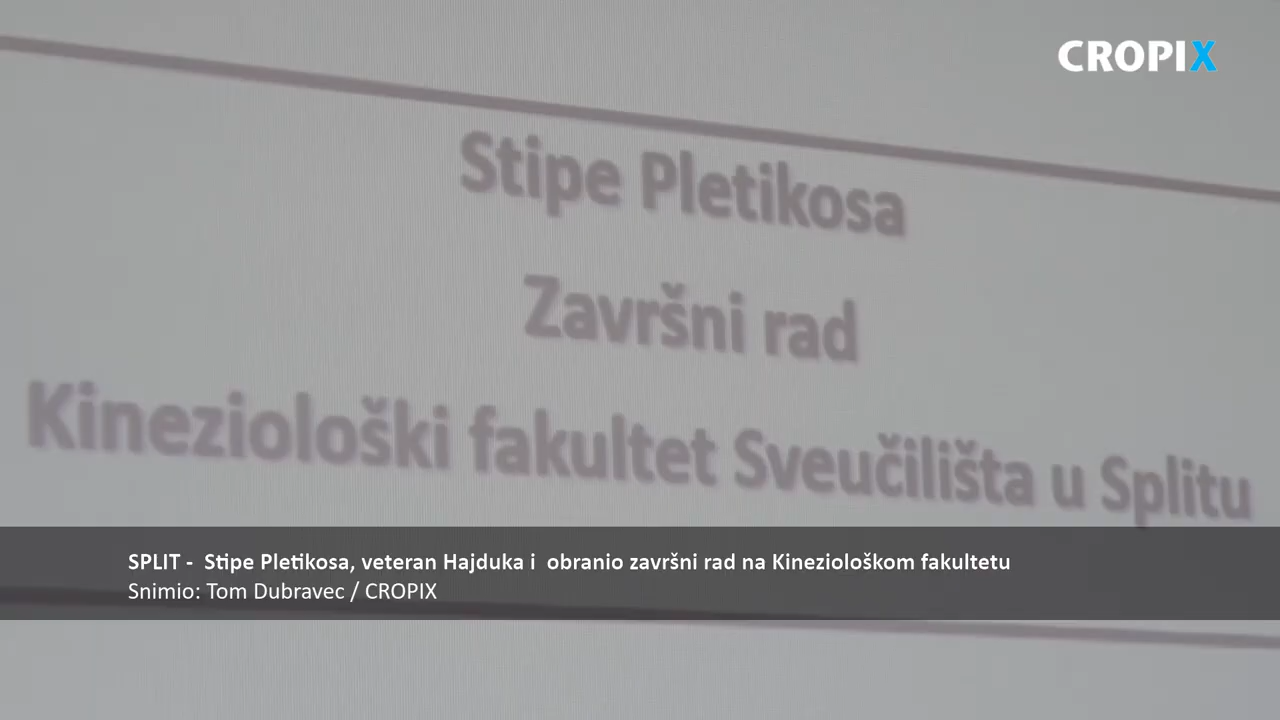 CROPIX
Stipe Pletikosa
Završni rad
Kineziološki fakultet Sveučilišta u Splitu
SPLIT -  Stipe Pletikosa, veteran Hajduka i  obranio završni rad na Kineziološkom fakultetu
Snimio: Tom Dubravec / CROPIX